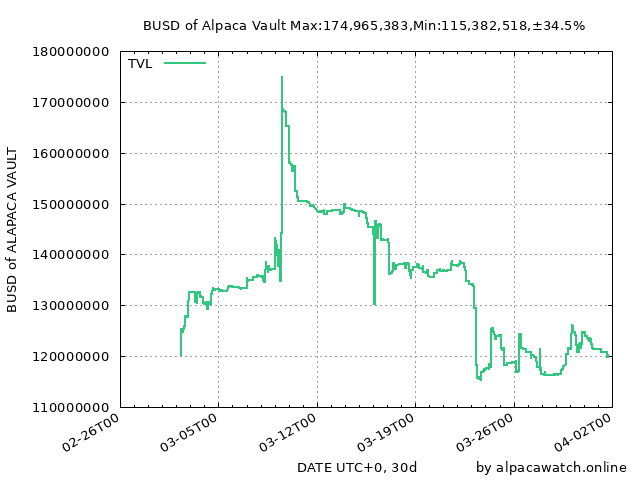 BUSD of Alpaca Vault Max:174,965,383,Min:115,382,518,±34.5%
TVL
180000000
170000000
160000000
150000000
140000000
130000000
120000000
110000000
BUSD of ALAPACA VAULT
02-26T00
03-05T00
03-12T00
03-19T00
03-26T00
04-02T00
DATE UTC+0, 30d
by alpacawatch.online